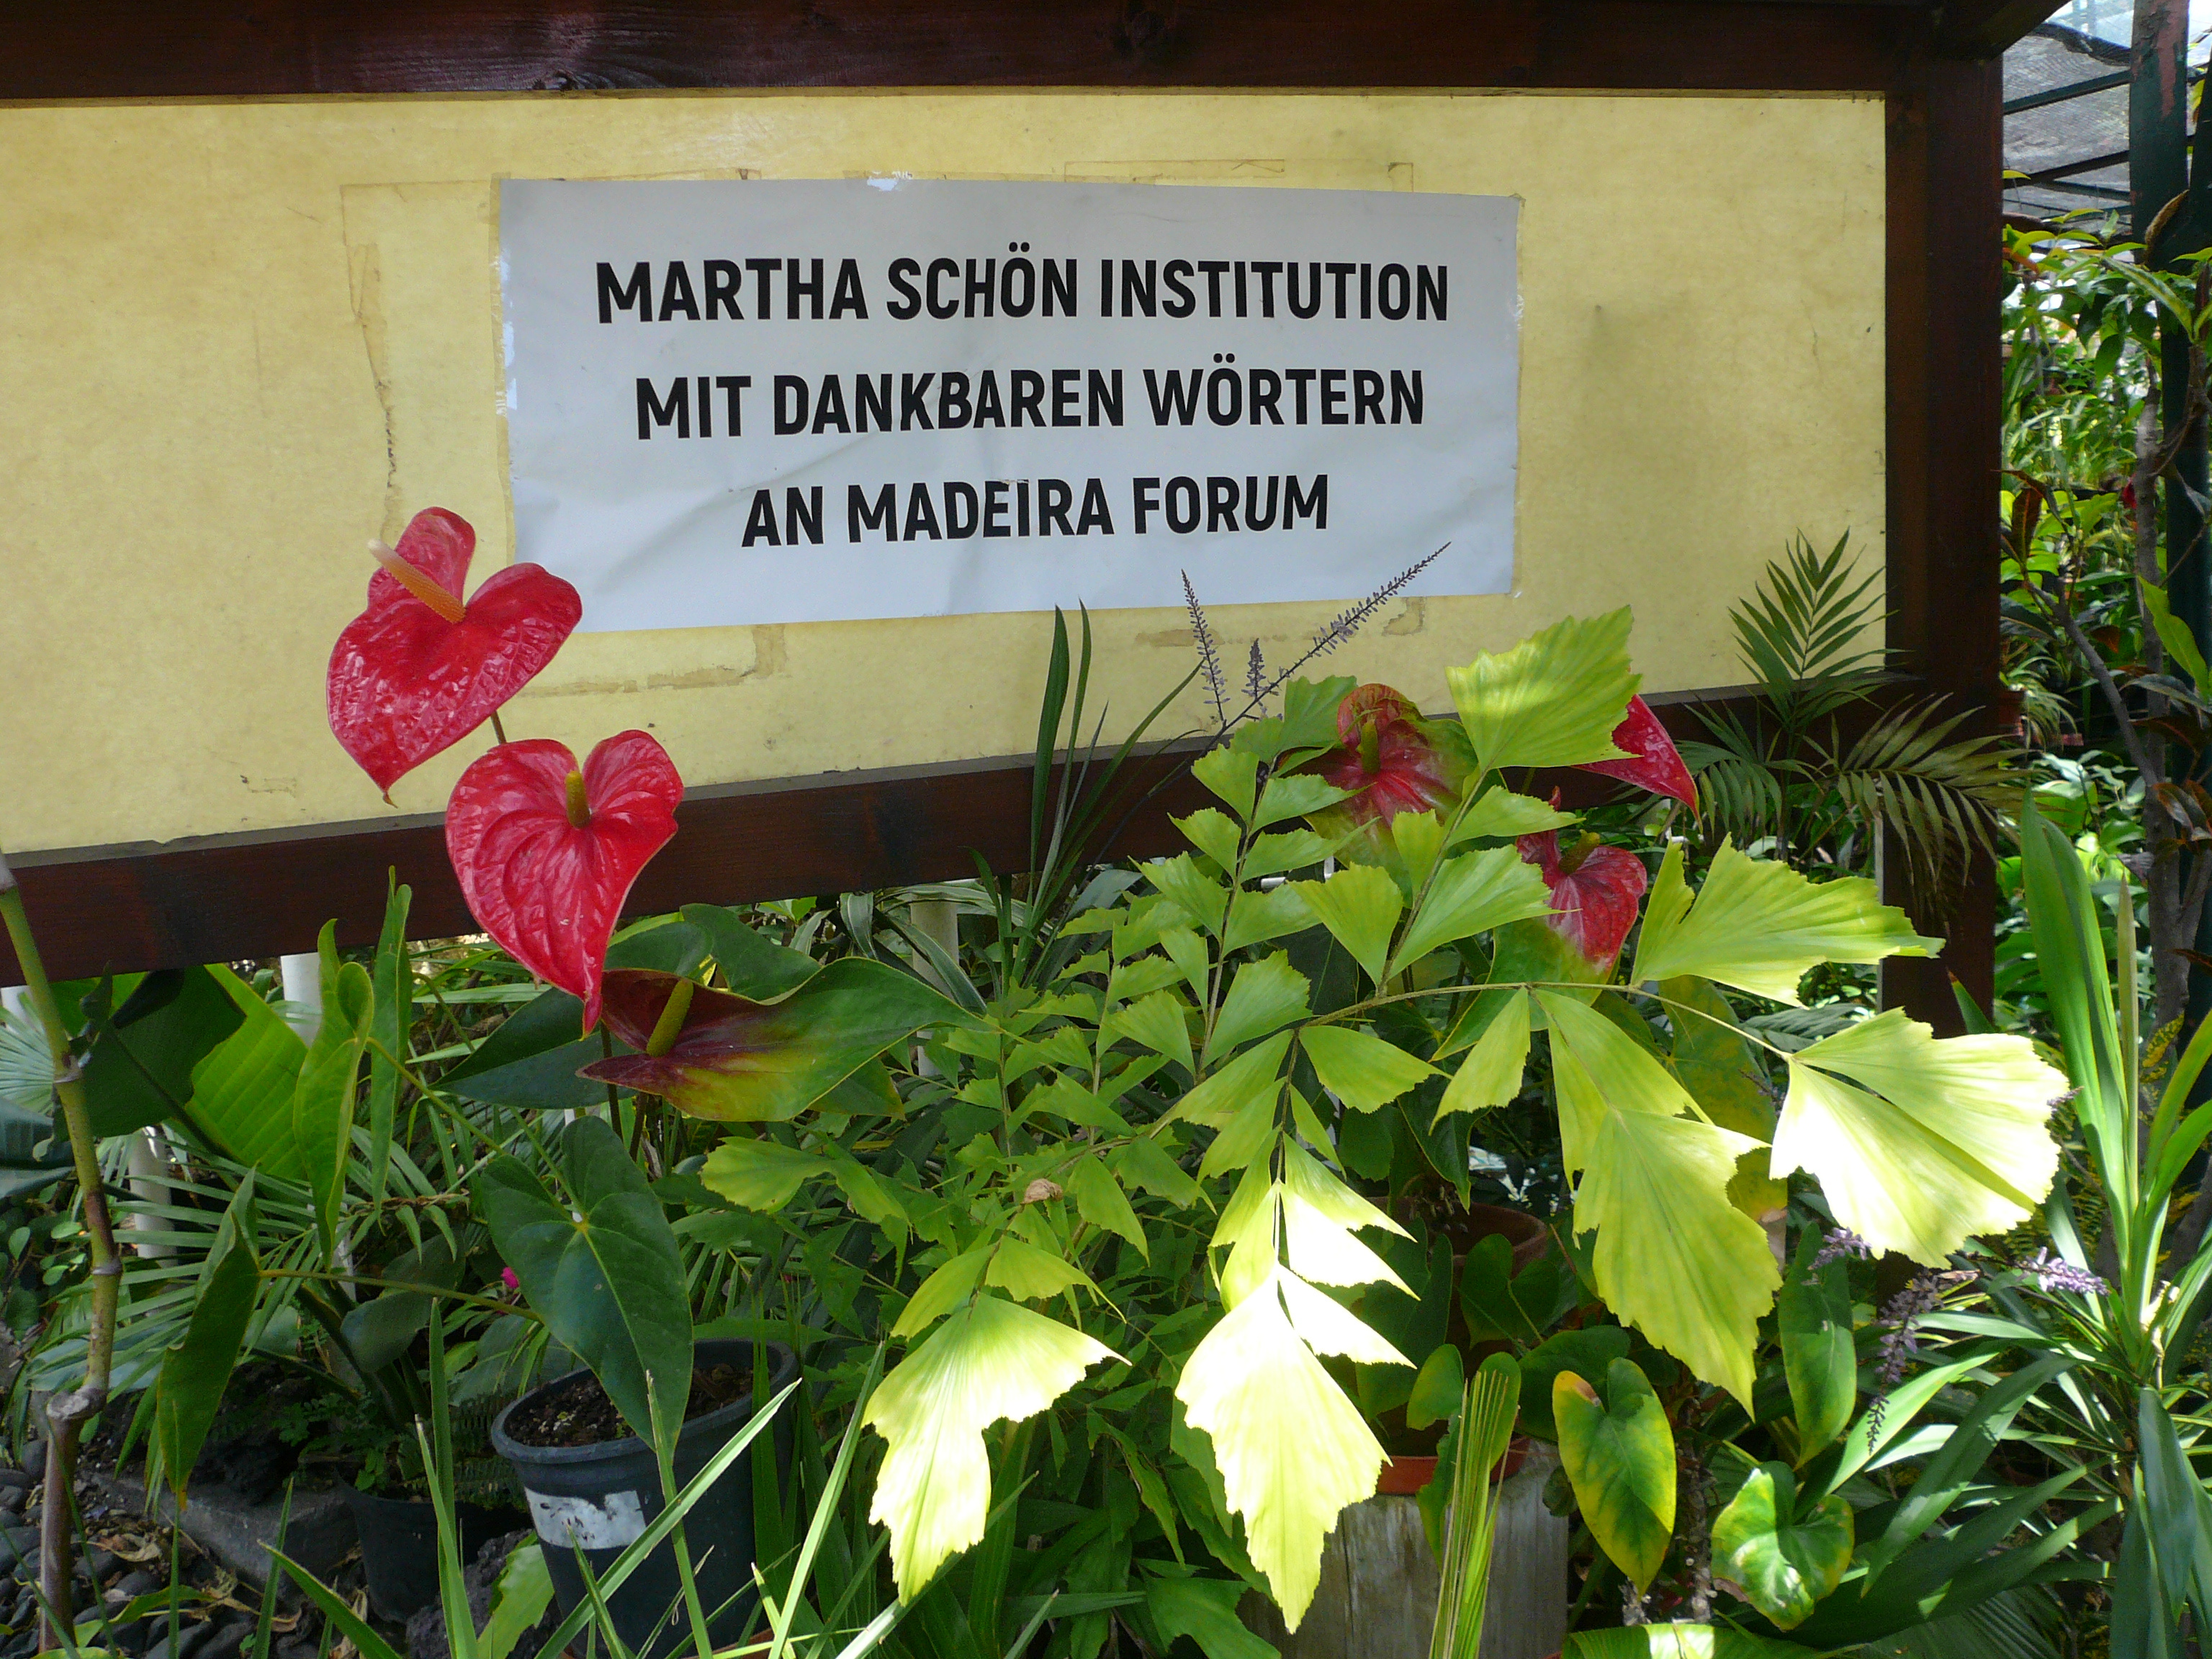 MARTHA SCHÖN INSTITUTION
MIT DANKBAREN WÖRTERN
AN MADEIRA FORUM